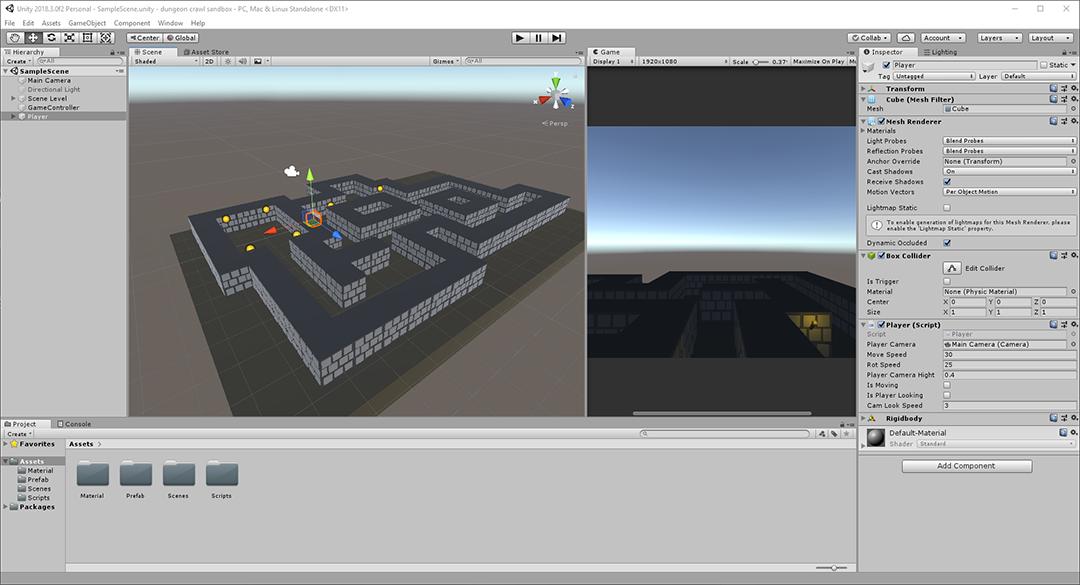 Unity 2018.3.0f2 Personal - SampleScene.unity - dungeon crawl sandbox - PC, Mac & Linux Standalone <DX11>
File Edit Assets GameObject Component Window Help
Center Global Collab Account Layers Layout
Hierarchy
Create All
SampleScene
Main Camera
Directional Light
Scene Level
GameController
Player
Scene Asset Store
Shaded 2D Gizmos All
y
x
z
Persp
Game
Display 1 1920x1080 Scale 0.37 Maximize On Play Mu
Inspector Lighting
Player Static
Tag Untagged Layer Default
Transform
Cube (Mesh Filter)
Mesh Cube
Mesh Renderer
Materials
Light Probes Blend Probes
Reflection Probes Blend Probes
Anchor Override None (Transform)
Cast Shadows On
Receive Shadows
Motion Vectors Per Object Motion
Lightmap Static
To enable generation of lightmaps for this Mesh Renderer, please
enable the 'Lightmap Static' property.
Dynamic Occluded
Box Collider
Edit Collider
Is Trigger
Material None (Physic Material)
Center X 0 Y 0 Z 0
Size X 1 Y 1 Z 1
Player (Script)
Script Player
Player Camera Main Camera (Camera)
Move Speed 30
Rot Speed 25
Player Camera Hight 0.4
Is Moving
Is Player Looking
Cam Look Speed 3
Rigidbody
Default-Material
Shader Standard
Add Component
Project Console
Create
Favorites
Assets
Material
Prefab
Scenes
Scripts
Packages
Assets
Material Prefab Scenes Scripts